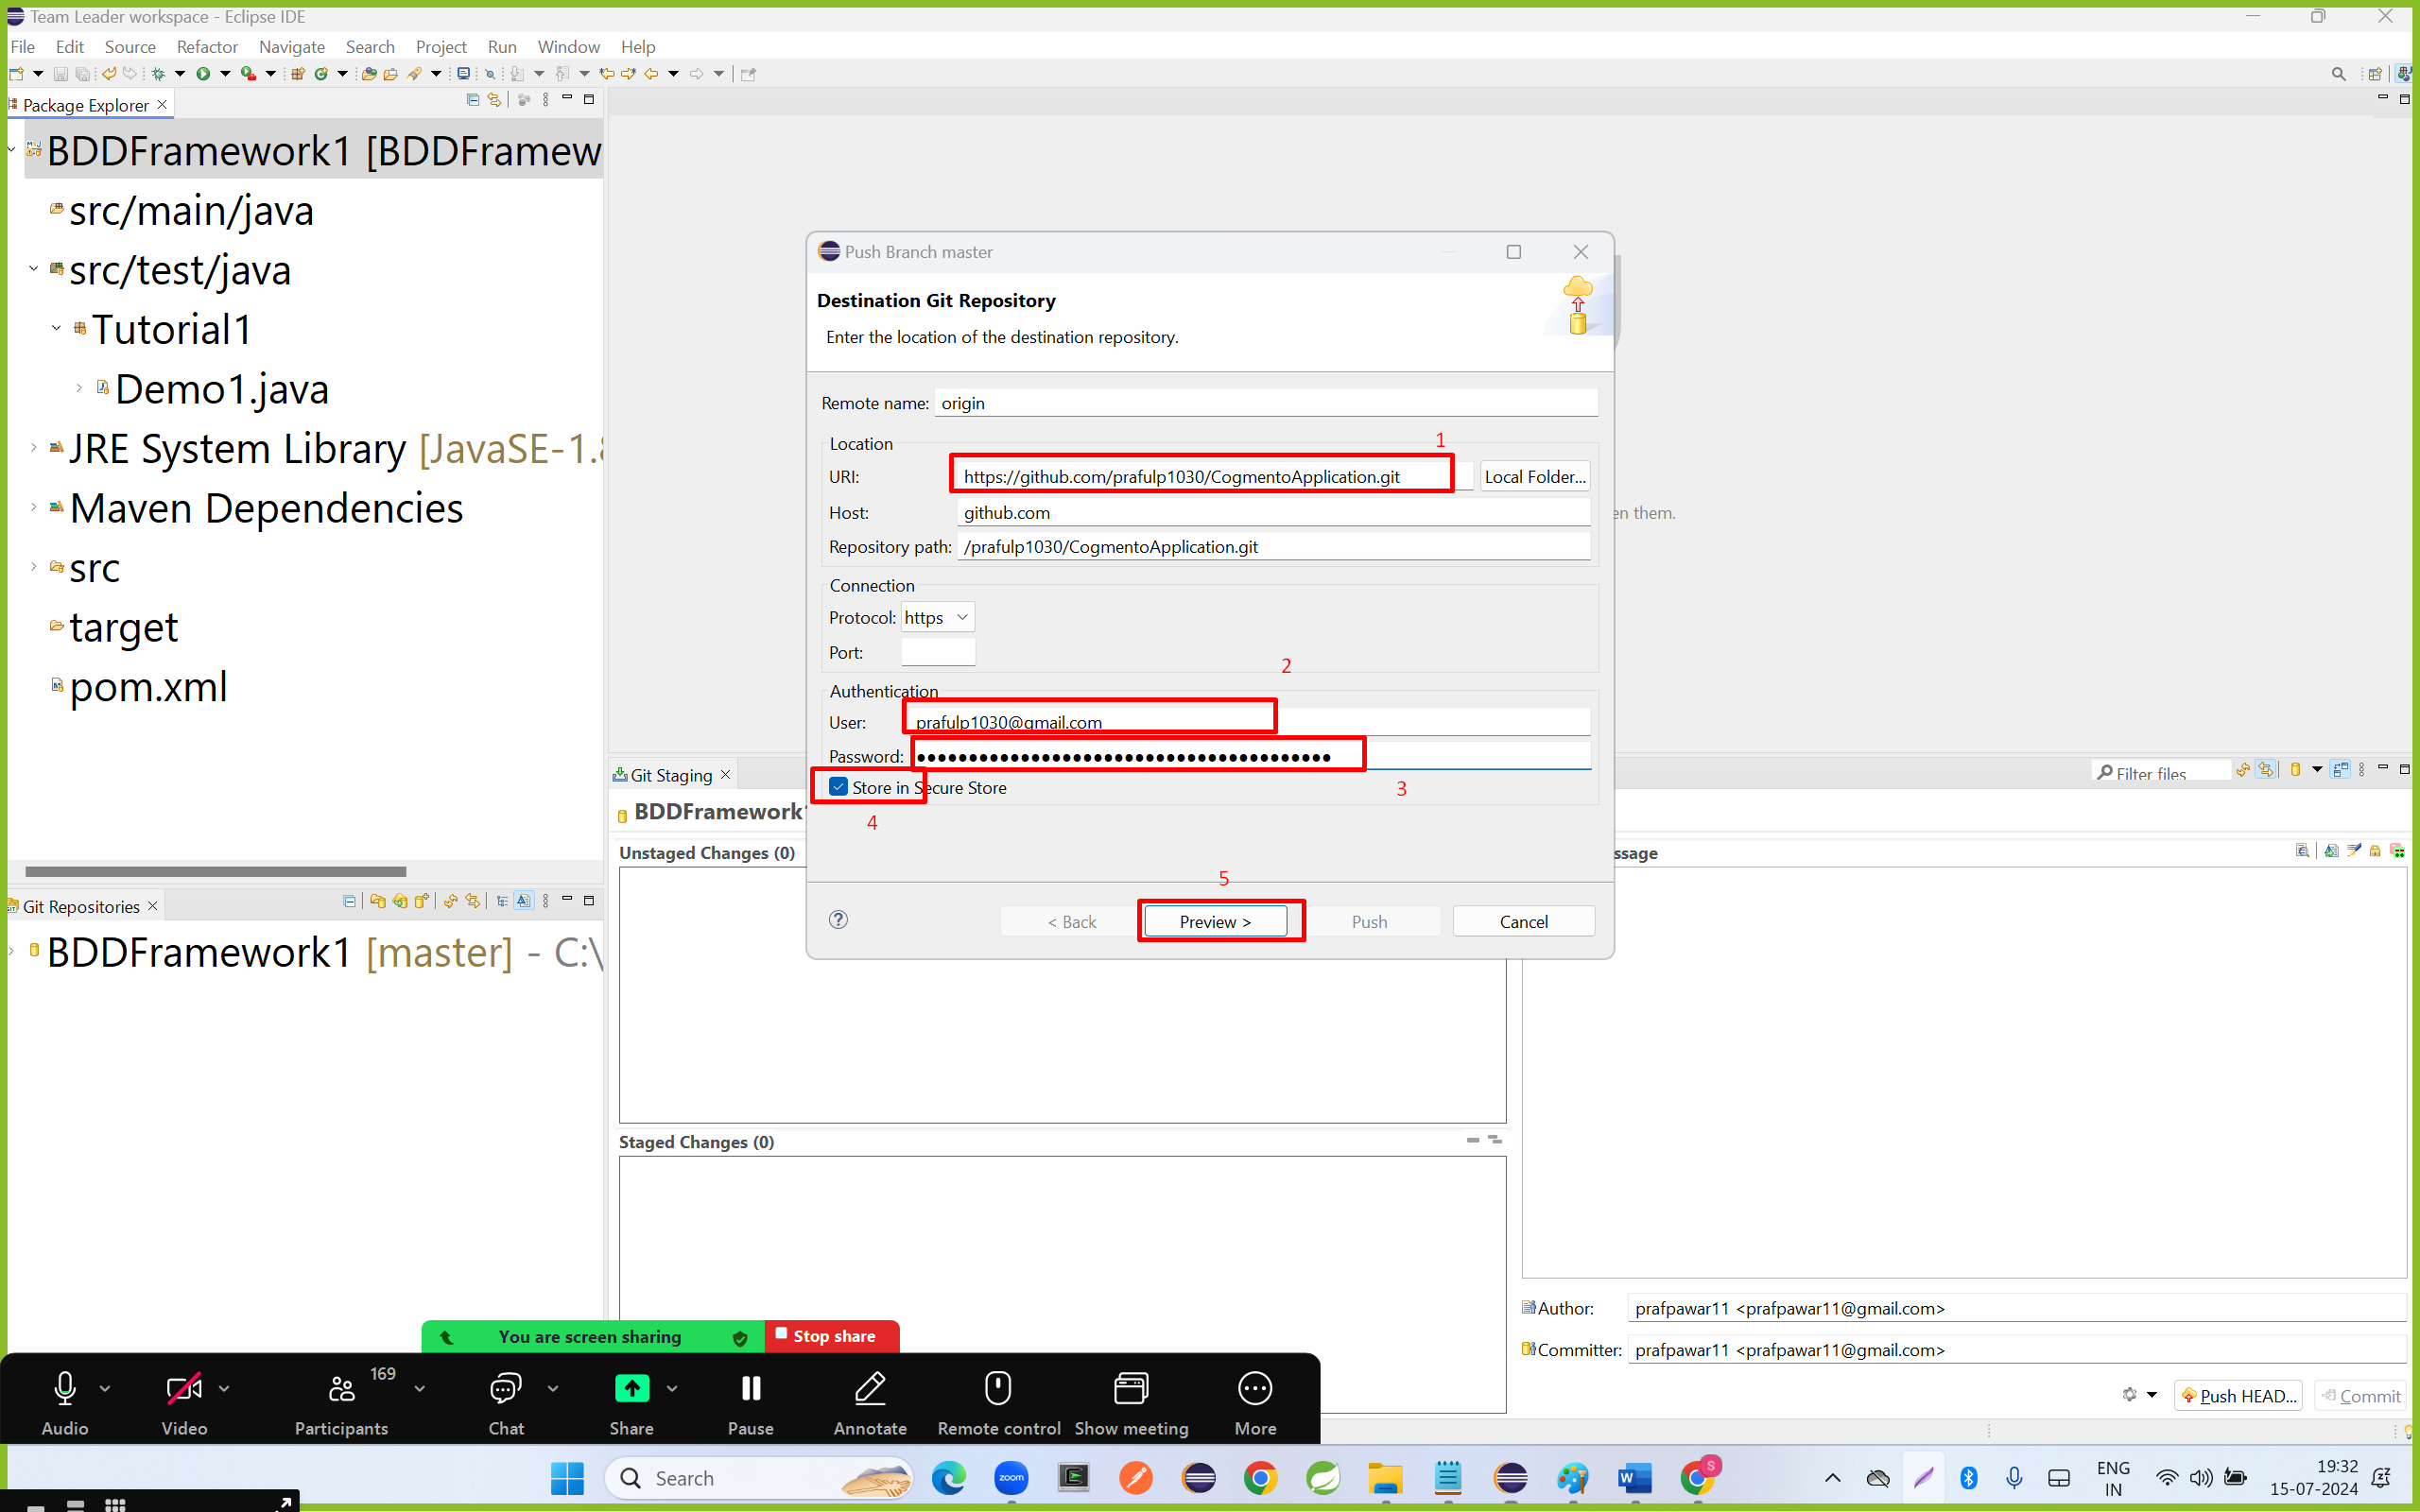 Team Leader workspace - Eclipse IDE
File Edit Source Refactor Navigate Search Project Run Window Help
Package Explorer
BDDFramework1 [BDDFramew
src/main/java
src/test/java
Tutorial1
Demo1.java
JRE System Library [JavaSE-1.8
Maven Dependencies
src
target
pom.xml
Git Repositories
BDDFramework1 [master] - C:\
Push Branch master
Destination Git Repository
Enter the location of the destination repository.
Remote name: origin
Location
1
URI: https://github.com/prafulp1030/CogmentoApplication.git Local Folder...
Host: github.com
Repository path: /prafulp1030/CogmentoApplication.git
Connection
Protocol: https
Port:
2
Authentication
User: prafulp1030@gmail.com
Password: ••••••••••••••••••••••••••••••••••••••••
Store in Secure Store
3
4
5
< Back Preview > Push Cancel
en them.
Git Staging
Filter files
BDDFramework1
Unstaged Changes (0)
ssage
Staged Changes (0)
Author: prafpawar11 <prafpawar11@gmail.com>
Committer: prafpawar11 <prafpawar11@gmail.com>
Push HEAD... Commit
You are screen sharing Stop share
169
Audio Video Participants Chat Share Pause Annotate Remote control Show meeting More
Search
zoom
S
ENG
IN
19:32
15-07-2024